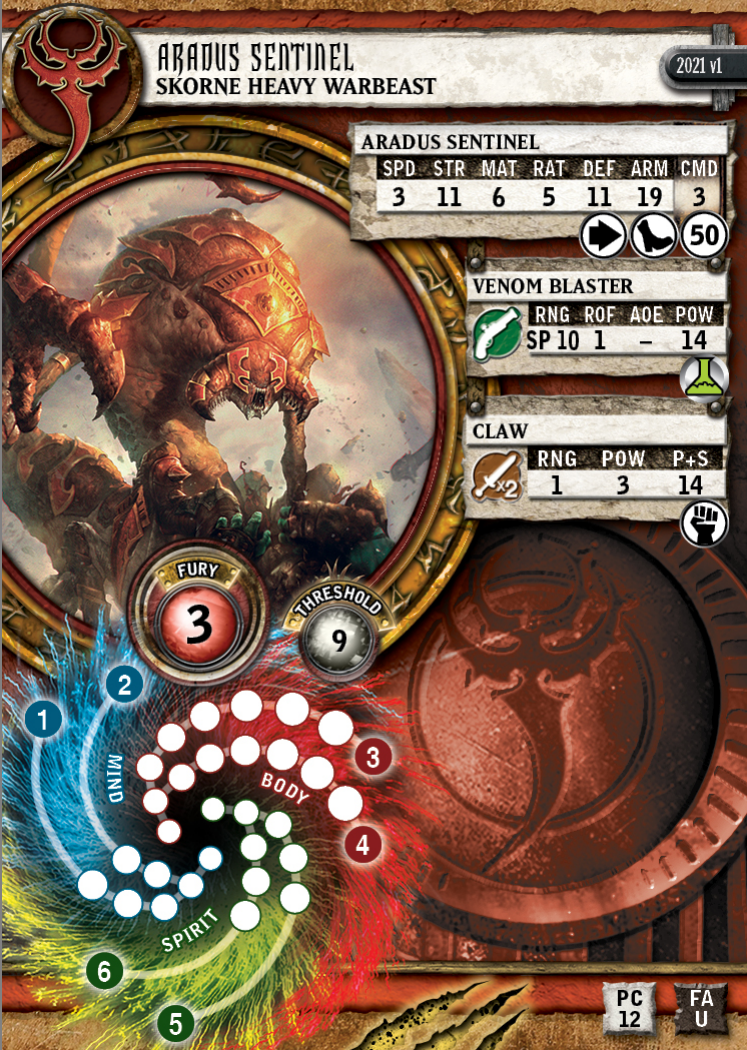 ARADUS SENTINEL
SKORNE HEAVY WARBEAST
2021 v1
ARADUS SENTINEL
SPD STR MAT RAT DEF ARM CMD
3 11 6 5 11 19 3
50
VENOM BLASTER
RNG ROF AOE POW
SP 10 1 – 14
CLAW
RNG POW P+S
x2 1 3 14
FURY
3
THRESHOLD
9
1
2
MIND
3
BODY
4
SPIRIT
6
5
PC
12
FA
U